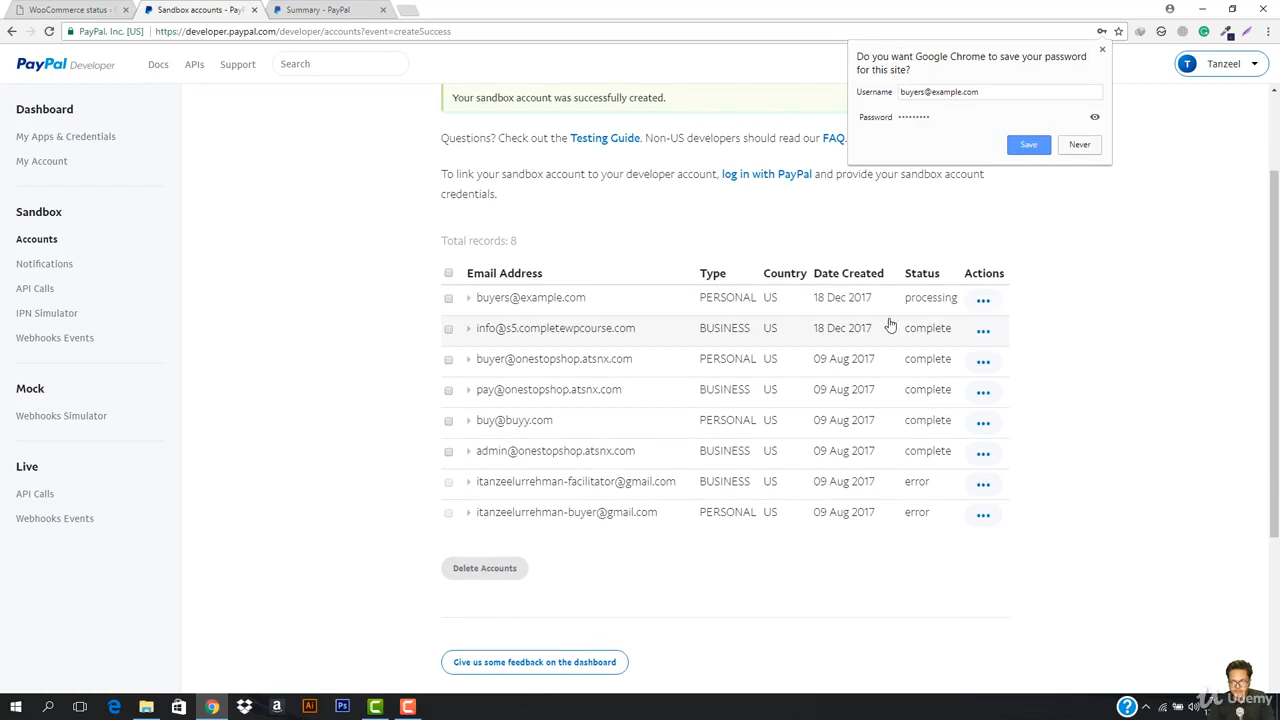 WooCommerce status -
Sandbox accounts - PayP
Summary - PayPal
PayPal, Inc. [US]
https://developer.paypal.com/developer/accounts?event=createSuccess
PayPal Developer
Docs
APIs
Support
Search
Tanzeel
Do you want Google Chrome to save your password
for this site?
Username buyers@example.com
Password •••••••••
Save
Never
Dashboard
My Apps & Credentials
My Account
Sandbox
Accounts
Notifications
API Calls
IPN Simulator
Webhooks Events
Mock
Webhooks Simulator
Live
API Calls
Webhooks Events
Your sandbox account was successfully created.
Questions? Check out the Testing Guide. Non-US developers should read our FAQ.
To link your sandbox account to your developer account, log in with PayPal and provide your sandbox account
credentials.
Total records: 8
Email Address Type Country Date Created Status Actions
buyers@example.com PERSONAL US 18 Dec 2017 processing
info@s5.completewpcourse.com BUSINESS US 18 Dec 2017 complete
buyer@onestopshop.atsnx.com PERSONAL US 09 Aug 2017 complete
pay@onestopshop.atsnx.com BUSINESS US 09 Aug 2017 complete
buy@buyy.com PERSONAL US 09 Aug 2017 complete
admin@onestopshop.atsnx.com BUSINESS US 09 Aug 2017 complete
itanzeelurrehman-facilitator@gmail.com BUSINESS US 09 Aug 2017 error
itanzeelurrehman-buyer@gmail.com PERSONAL US 09 Aug 2017 error
Delete Accounts
Give us some feedback on the dashboard
Udemy